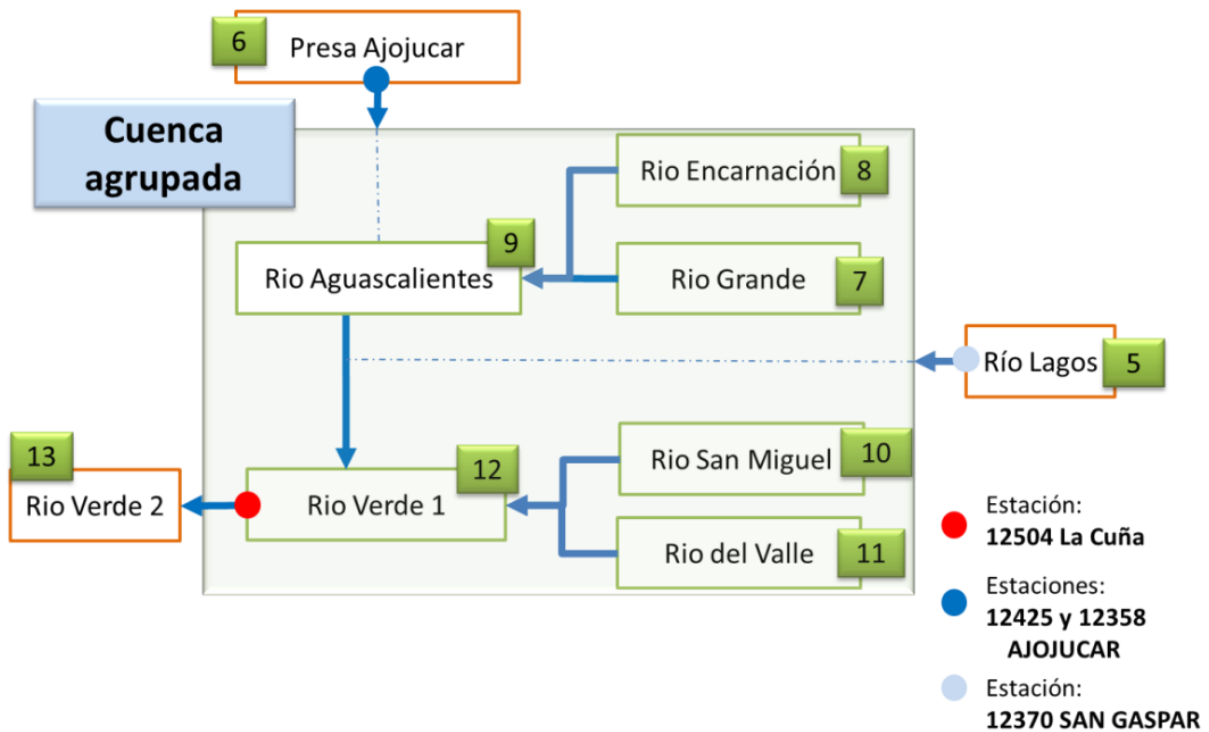 6
Presa Ajojucar
Cuenca
agrupada
Rio Encarnación
8
9
Rio Aguascalientes
Rio Grande
7
Río Lagos
5
13
Rio Verde 2
12
Rio Verde 1
Rio San Miguel
10
Rio del Valle
11
Estación:
12504 La Cuña
Estaciones:
12425 y 12358
AJOJUCAR
Estación:
12370 SAN GASPAR